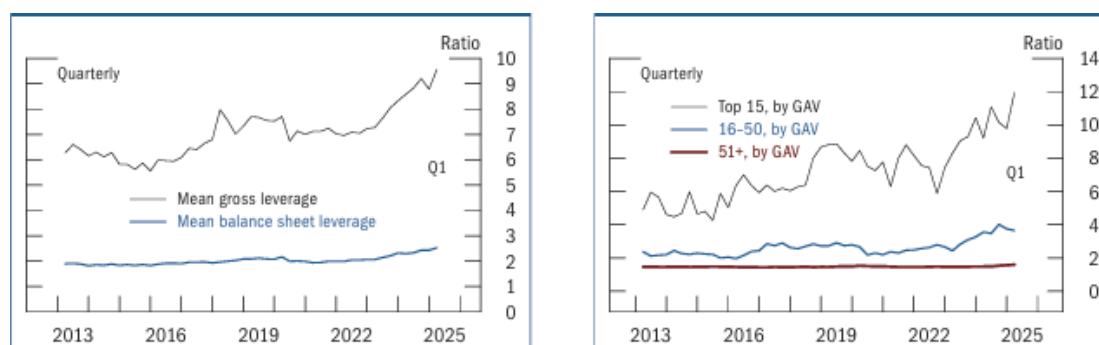 Ratio
10
Quarterly
9
8
7
6
Q1
5
Mean gross leverage
4
Mean balance sheet leverage
3
2
1
0
2013 2016 2019 2022 2025
Ratio
14
Quarterly
12
Top 15, by GAV
16–50, by GAV
10
51+, by GAV
8
Q1
6
4
2
0
2013 2016 2019 2022 2025